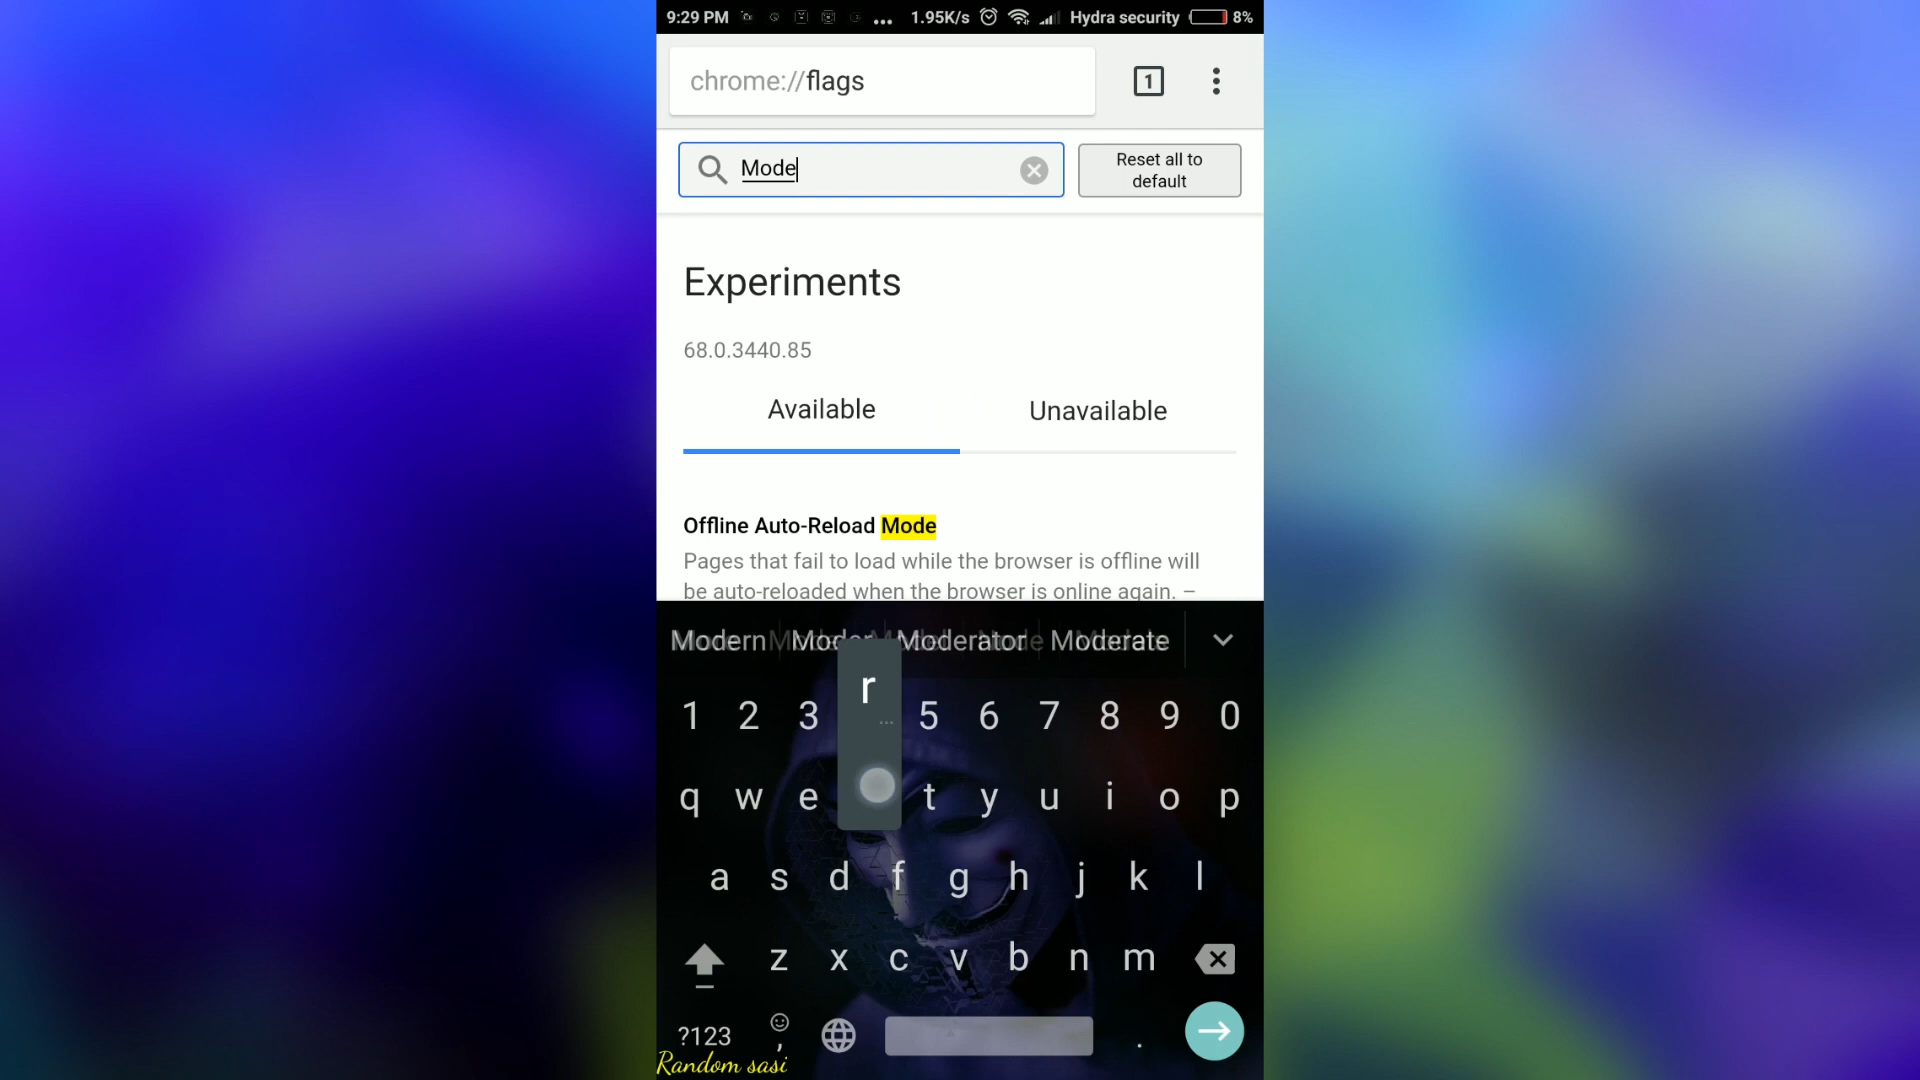 9:29 PM ... 1.95K/s Hydra security 8%
chrome://flags 1
Mode
Reset all to
default
Experiments
68.0.3440.85
Available Unavailable
Offline Auto-Reload Mode
Pages that fail to load while the browser is offline will
be auto-reloaded when the browser is online again. –
Modern Moderator Moderate
r
...
1 2 3 5 6 7 8 9 0
q w e t y u i o p
a s d f g h j k l
z x c v b n m
?123 , .
Random sasi